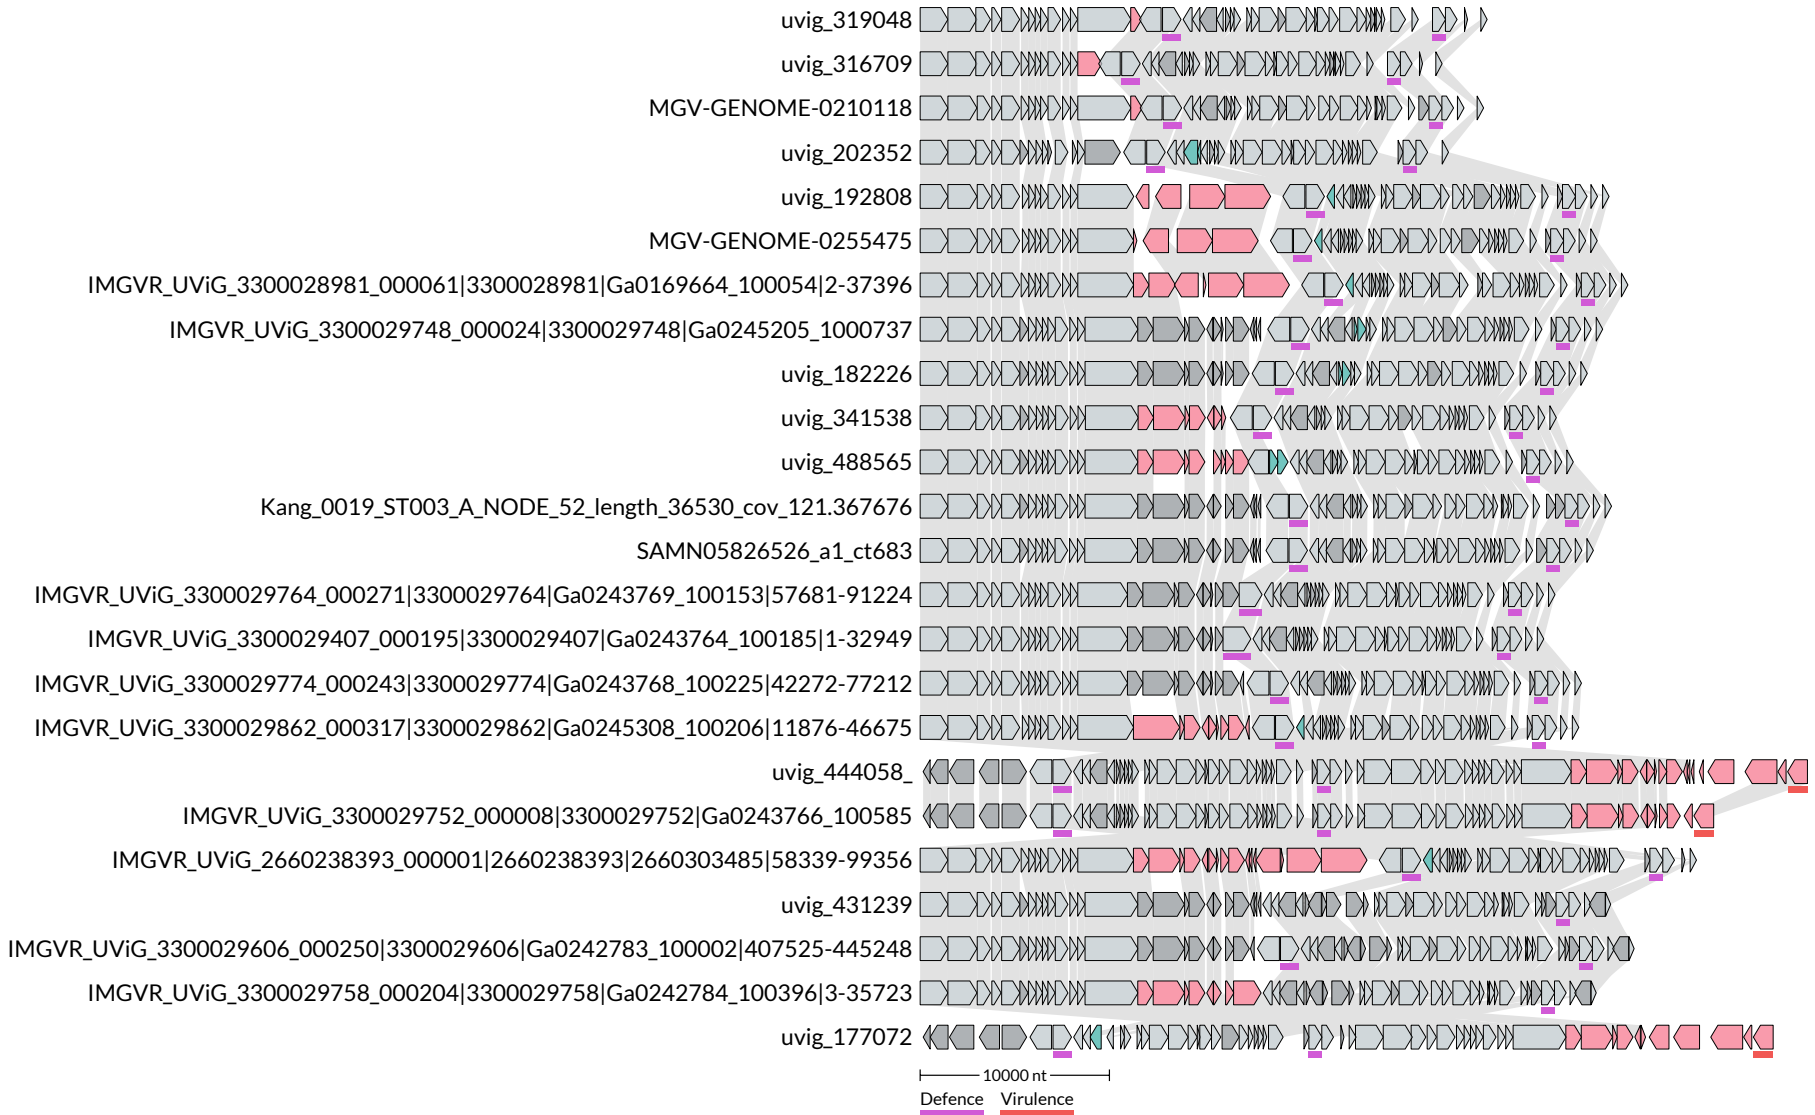 uvig_319048
uvig_316709
MGV-GENOME-0210118
uvig_202352
uvig_192808
MGV-GENOME-0255475
IMGVR_UViG_3300028981_000061|3300028981|Ga0169664_100054|2-37396
IMGVR_UViG_3300029748_000024|3300029748|Ga0245205_1000737
uvig_182226
uvig_341538
uvig_488565
Kang_0019_ST003_A_NODE_52_length_36530_cov_121.367676
SAMN05826526_a1_ct683
IMGVR_UViG_3300029764_000271|3300029764|Ga0243769_100153|57681-91224
IMGVR_UViG_3300029407_000195|3300029407|Ga0243764_100185|1-32949
IMGVR_UViG_3300029774_000243|3300029774|Ga0243768_100225|42272-77212
IMGVR_UViG_3300029862_000317|3300029862|Ga0245308_100206|11876-46675
uvig_444058_
IMGVR_UViG_3300029752_000008|3300029752|Ga0243766_100585
IMGVR_UViG_2660238393_000001|2660238393|2660303485|58339-99356
uvig_431239
IMGVR_UViG_3300029606_000250|3300029606|Ga0242783_100002|407525-445248
IMGVR_UViG_3300029758_000204|3300029758|Ga0242784_100396|3-35723
uvig_177072
10000 nt
Defence Virulence